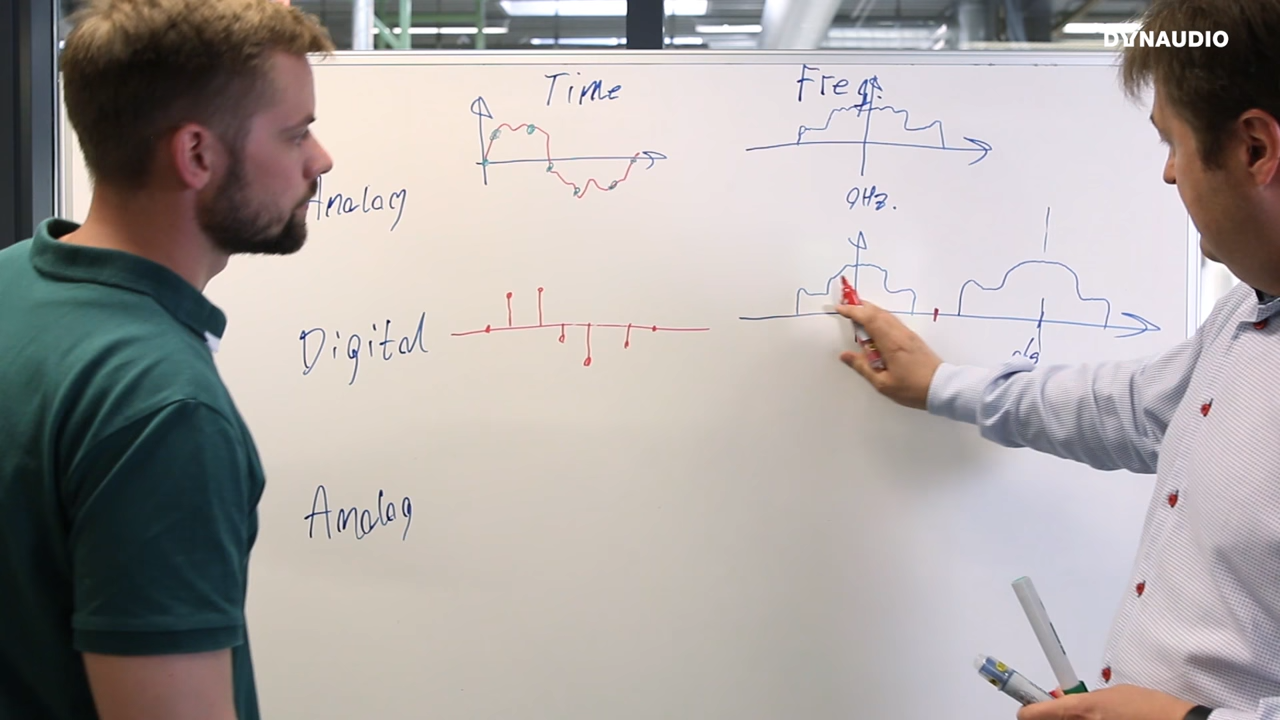 DYNAUDIO
Time
Freq.
Analog
0Hz.
Digital
Analog